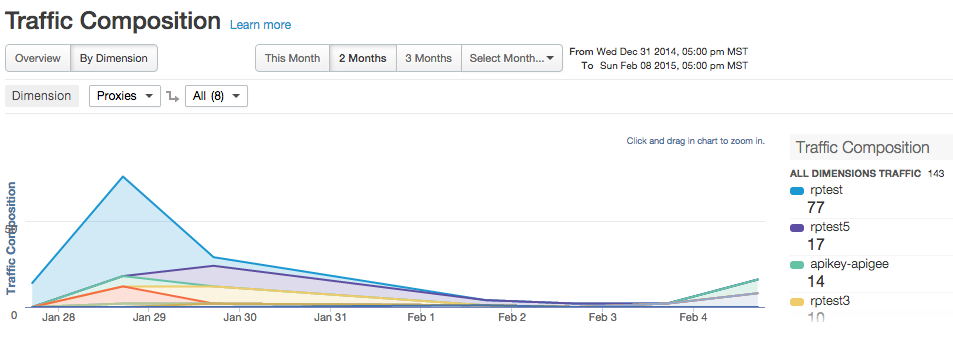 Traffic Composition Learn more
Overview By Dimension This Month 2 Months 3 Months Select Month... From Wed Dec 31 2014, 05:00 pm MST
To Sun Feb 08 2015, 05:00 pm MST
Dimension Proxies All (8)
Click and drag in chart to zoom in.
Traffic Composition
0
Jan 28 Jan 29 Jan 30 Jan 31 Feb 1 Feb 2 Feb 3 Feb 4
Traffic Composition
ALL DIMENSIONS TRAFFIC 143
rptest
77
rptest5
17
apikey-apigee
14
rptest3
10